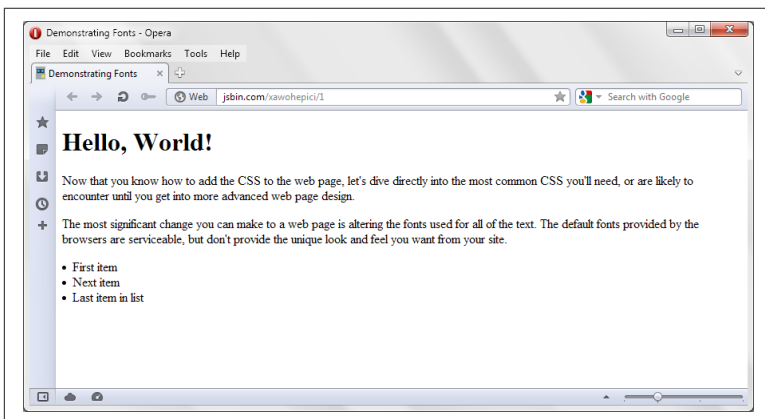 Demonstrating Fonts - Opera
File Edit View Bookmarks Tools Help
Demonstrating Fonts
Web jsbin.com/xawohepici/1 Search with Google
Hello, World!
Now that you know how to add the CSS to the web page, let's dive directly into the most common CSS you'll need, or are likely to
encounter until you get into more advanced web page design.
The most significant change you can make to a web page is altering the fonts used for all of the text. The default fonts provided by the
browsers are serviceable, but don't provide the unique look and feel you want from your site.
• First item
• Next item
• Last item in list